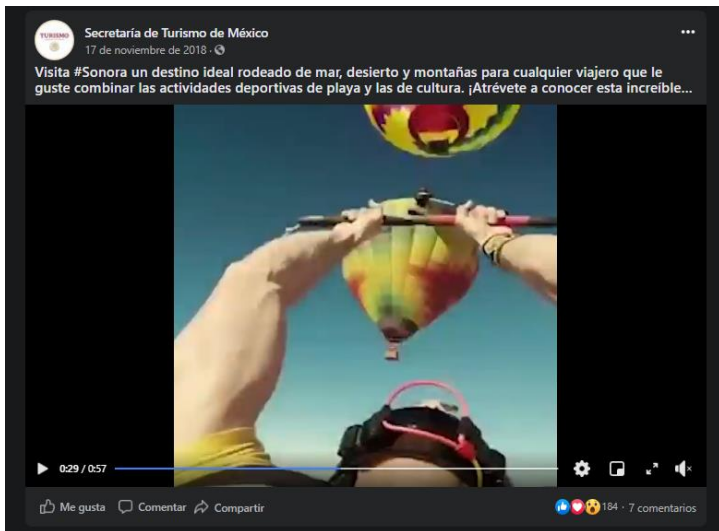 TURISMO
Secretaría de Turismo de México
17 de noviembre de 2018 ·
Visita #Sonora un destino ideal rodeado de mar, desierto y montañas para cualquier viajero que le
guste combinar las actividades deportivas de playa y las de cultura. ¡Atrévete a conocer esta increíble...
0:29 / 0:57
Me gusta Comentar Compartir 184 · 7 comentarios